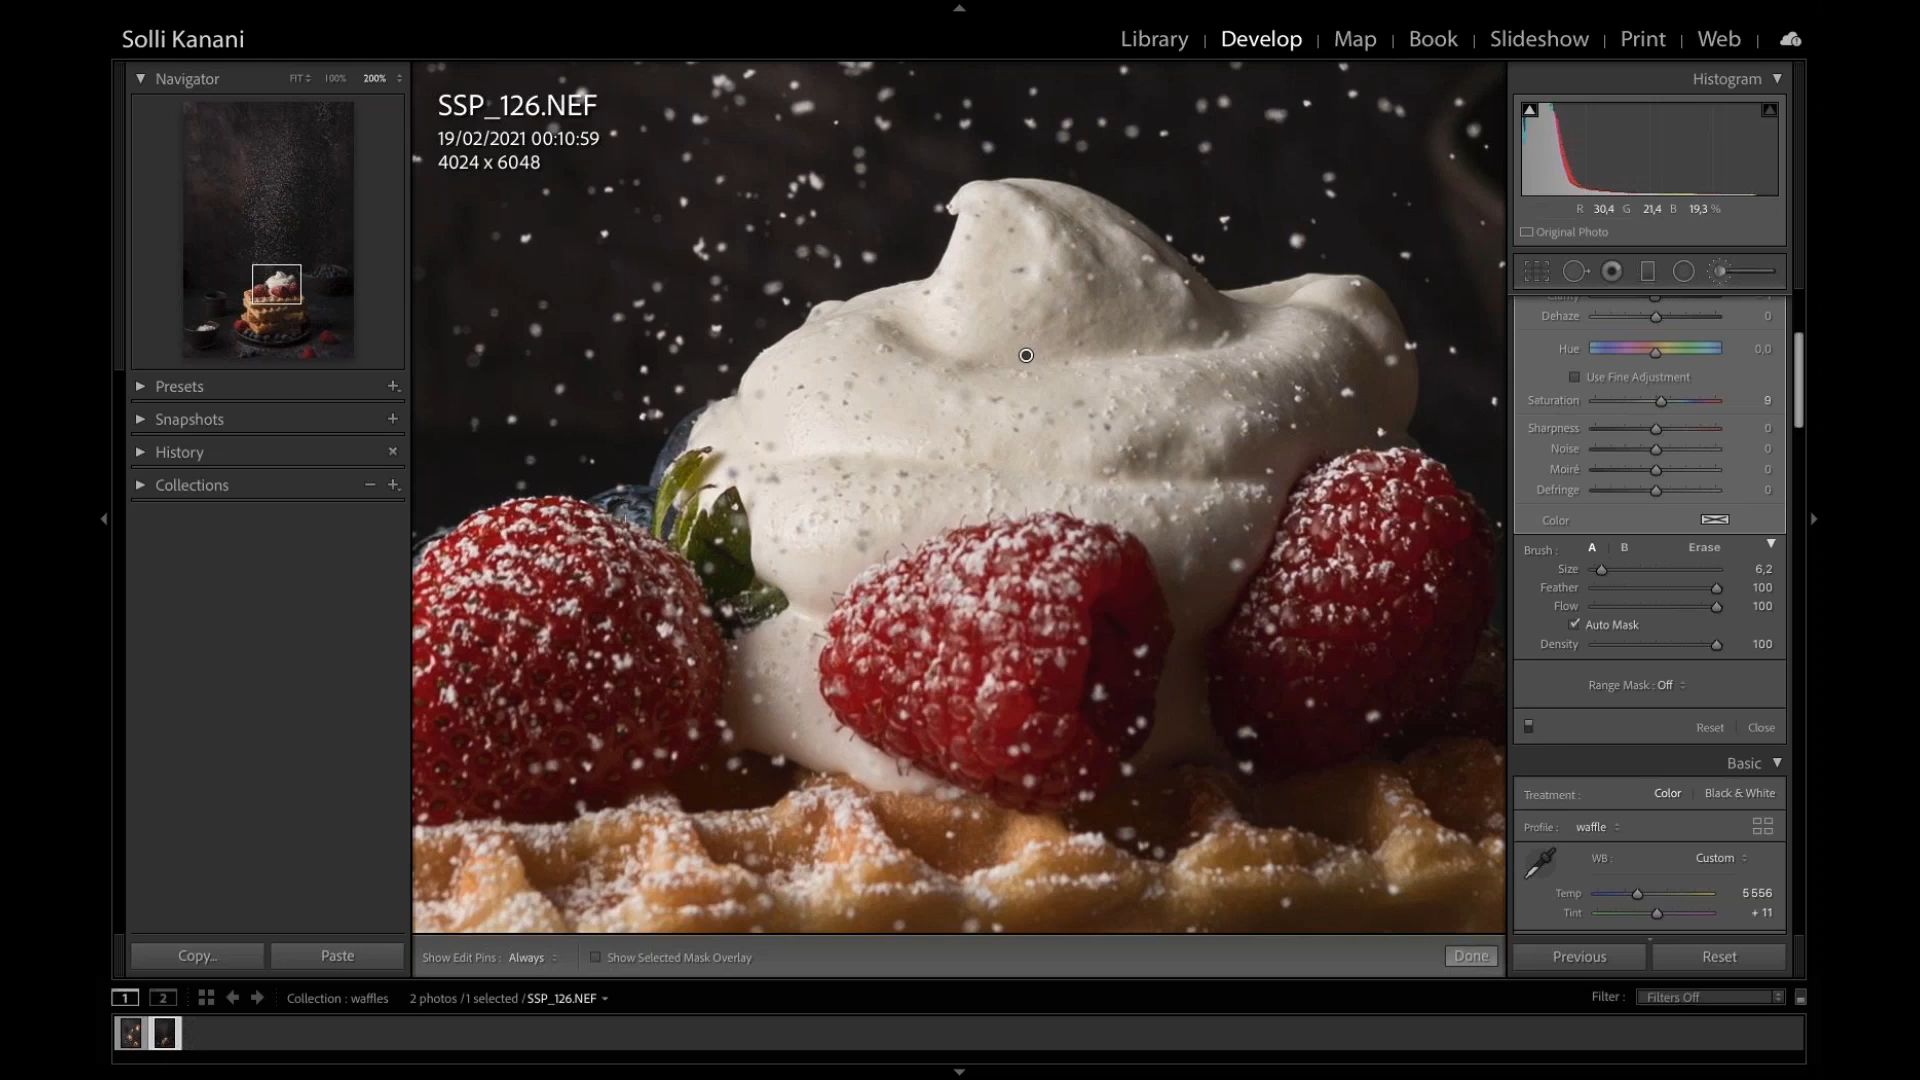 Solli Kanani
Library | Develop | Map | Book | Slideshow | Print | Web |
Navigator FIT 100% 200%
Presets
Snapshots
History
Collections
Copy... Paste
SSP_126.NEF
19/02/2021 00:10:59
4024 x 6048
Show Edit Pins : Always Show Selected Mask Overlay Done
Histogram
R 30,4 G 21,4 B 19,3 %
Original Photo
Dehaze 0
Hue 0,0
Use Fine Adjustment
Saturation 9
Sharpness 0
Noise 0
Moiré 0
Defringe 0
Color
Brush : A B Erase
Size 6,2
Feather 100
Flow 100
Auto Mask
Density 100
Range Mask : Off
Reset Close
Basic
Treatment : Color Black & White
Profile : waffle
WB : Custom
Temp 5 556
Tint + 11
Previous Reset
1 2 Collection : waffles 2 photos / 1 selected / SSP_126.NEF Filter : Filters Off